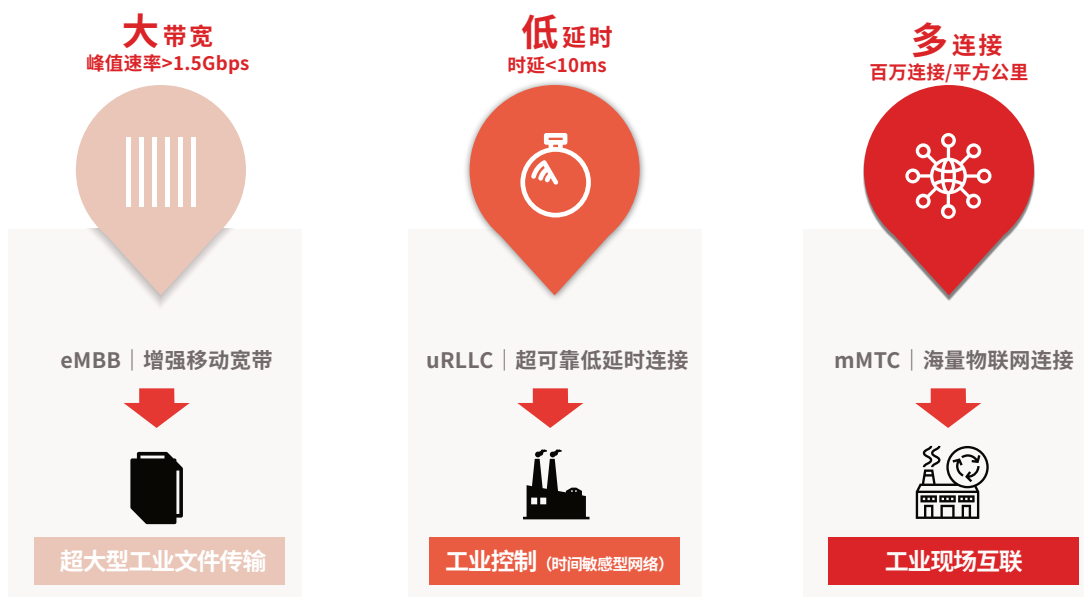 大带宽
峰值速率>1.5Gbps
eMBB｜增强移动宽带
超大型工业文件传输
低延时
时延<10ms
uRLLC｜超可靠低延时连接
工业控制（时间敏感型网络）
多连接
百万连接/平方公里
mMTC｜海量物联网连接
工业现场互联